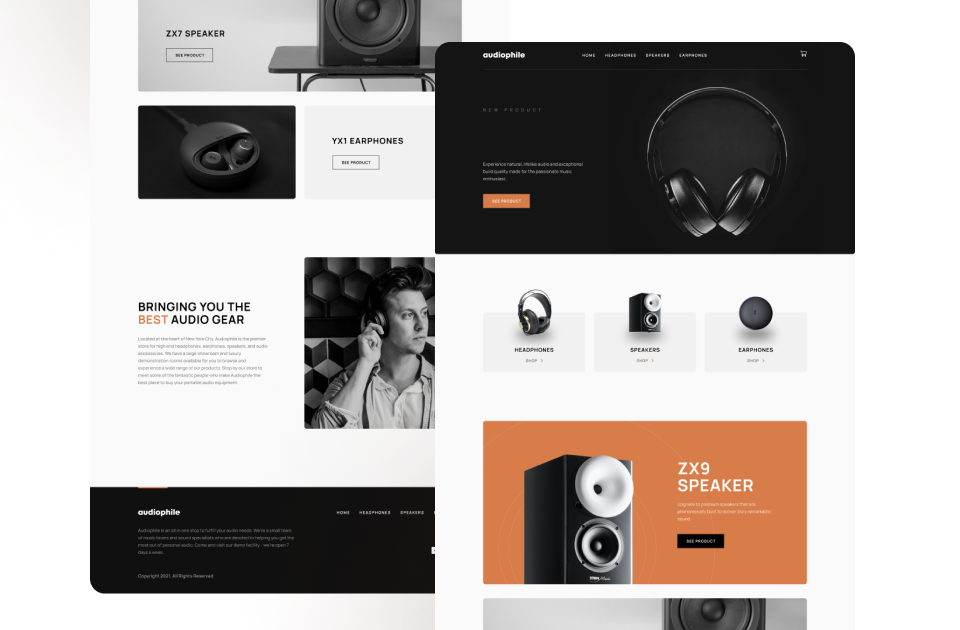 ZX7 SPEAKER
SEE PRODUCT
YX1 EARPHONES
SEE PRODUCT
BRINGING YOU THE
BEST AUDIO GEAR
Located at the heart of New York City, Audiophile is the premier
store for high end headphones, earphones, speakers, and audio
accessories. We have a large showroom and luxury
demonstration rooms available for you to browse and
experience a wide range of our products. Stop by our store to
meet some of the fantastic people who make Audiophile the
best place to buy your portable audio equipment.
audiophile
HOME HEADPHONES SPEAKERS
Audiophile is an all in one stop to fulfill your audio needs. We're a small team
of music lovers and sound specialists who are devoted to helping you get the
most out of personal audio. Come and visit our demo facility - we're open 7
days a week.
Copyright 2021. All Rights Reserved
audiophile
HOME HEADPHONES SPEAKERS EARPHONES
NEW PRODUCT
Experience natural, lifelike audio and exceptional
build quality made for the passionate music
enthusiast.
SEE PRODUCT
HEADPHONES
SHOP
SPEAKERS
SHOP
EARPHONES
SHOP
ZX9
SPEAKER
Upgrade to premium speakers that are
phenomenally built to deliver truly remarkable
sound.
SEE PRODUCT